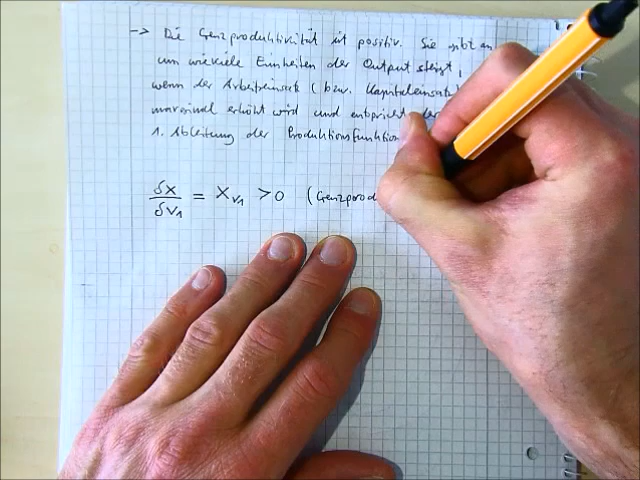 -> Die Grenzproduktivität ist positiv. Sie gibt an
um wieviele Einheiten der Output steigt,
wenn der Arbeitseinsatz (bzw. Kapitaleinsatz)
marginal erhöht wird und entspricht der
1. Ableitung der Produktionsfunktion
δx/δv₁ = x_v₁ > 0 (Grenzprod